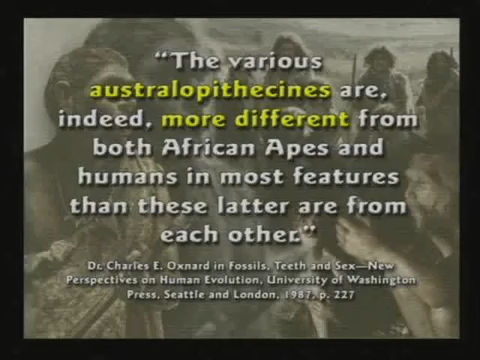 “The various
australopithecines are,
indeed, more different from
both African Apes and
humans in most features
than these latter are from
each other.”
Dr. Charles E. Oxnard in Fossils, Teeth and Sex—New
Perspectives on Human Evolution, University of Washington
Press, Seattle and London, 1987, p. 227